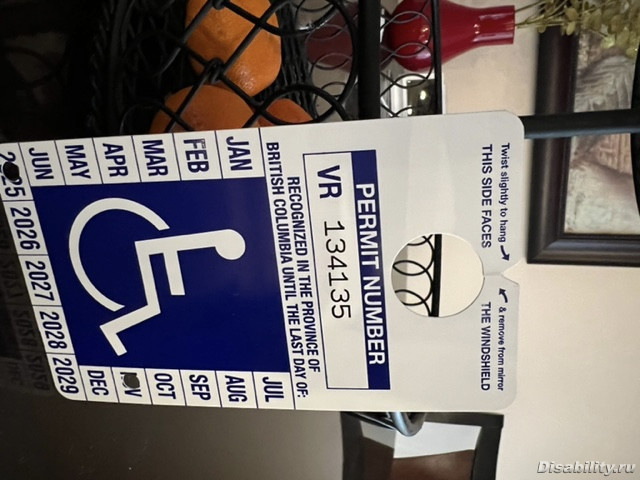 Twist slightly to hang
THIS SIDE FACES
& remove from mirror
THE WINDSHIELD
PERMIT NUMBER
VR 134135
RECOGNIZED IN THE PROVINCE OF
BRITISH COLUMBIA UNTIL THE LAST DAY OF:
JAN
FEB
MAR
APR
MAY
JUN
JUL
AUG
SEP
OCT
DEC
2026
2027
2028
2029
Disability.ru